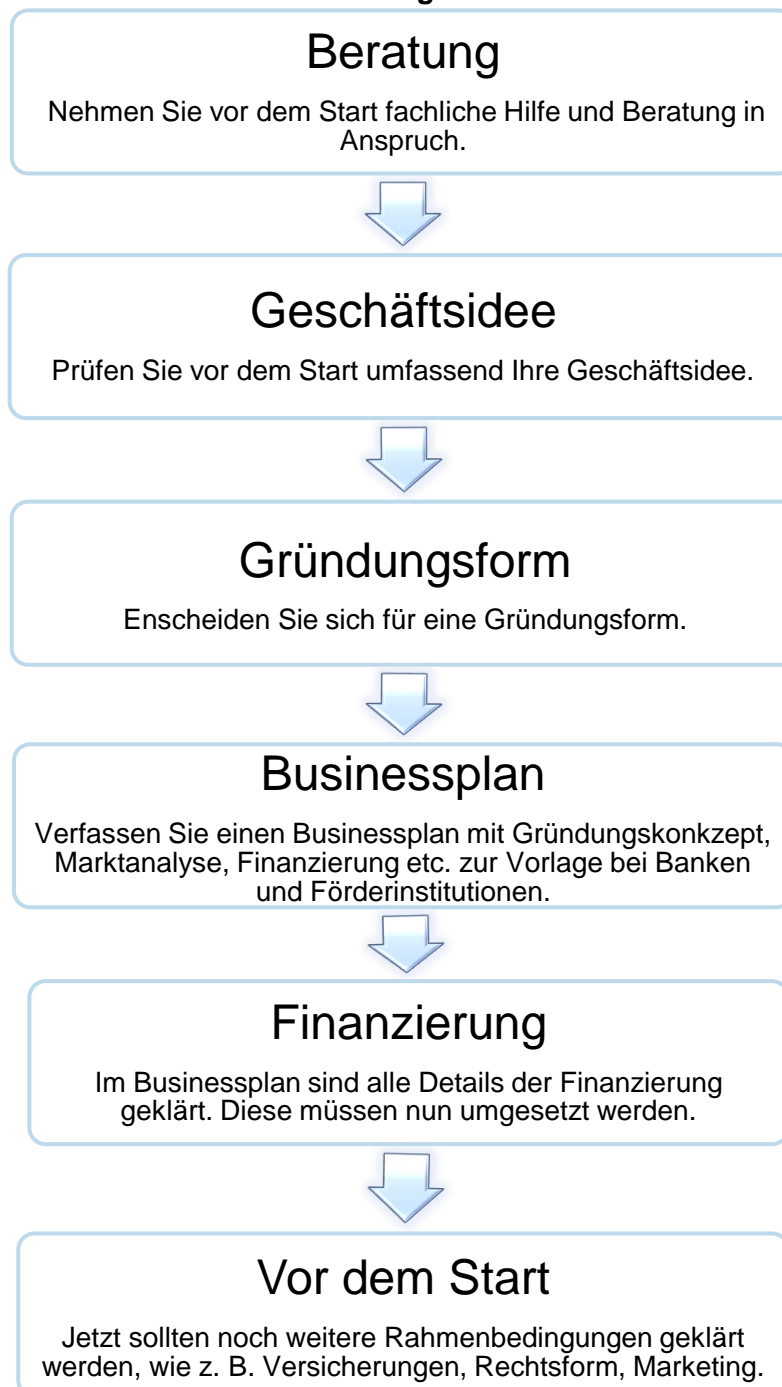 Beratung
Nehmen Sie vor dem Start fachliche Hilfe und Beratung in
Anspruch.
Geschäftsidee
Prüfen Sie vor dem Start umfassend Ihre Geschäftsidee.
Gründungsform
Enscheiden Sie sich für eine Gründungsform.
Businessplan
Verfassen Sie einen Businessplan mit Gründungskonkzept,
Marktanalyse, Finanzierung etc. zur Vorlage bei Banken
und Förderinstitutionen.
Finanzierung
Im Businessplan sind alle Details der Finanzierung
geklärt. Diese müssen nun umgesetzt werden.
Vor dem Start
Jetzt sollten noch weitere Rahmenbedingungen geklärt
werden, wie z. B. Versicherungen, Rechtsform, Marketing.